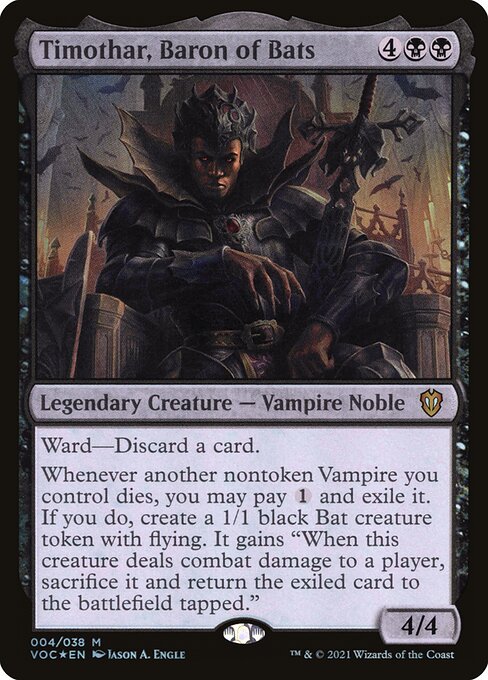 Timothar, Baron of Bats 4
Legendary Creature — Vampire Noble
Ward—Discard a card.
Whenever another nontoken Vampire you
control dies, you may pay 1 and exile it.
If you do, create a 1/1 black Bat creature
token with flying. It gains “When this
creature deals combat damage to a player,
sacrifice it and return the exiled card to
the battlefield tapped.”
4/4
004/038 M
VOC★EN Jason A. Engle
™ & © 2021 Wizards of the Coast